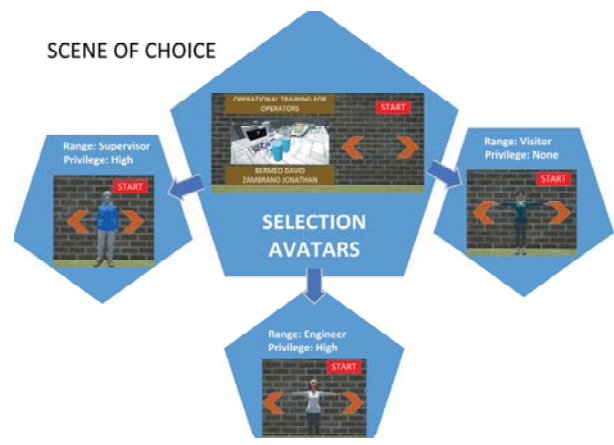 SCENE OF CHOICE
OPERATIONAL TRAINING FOR
OPERATORS
START
BERMEO DAVID
ZAMBRANO JONATHAN
SELECTION
AVATARS
Range: Supervisor
Privilege: High
START
Range: Visitor
Privilege: None
START
Range: Engineer
Privilege: High
START